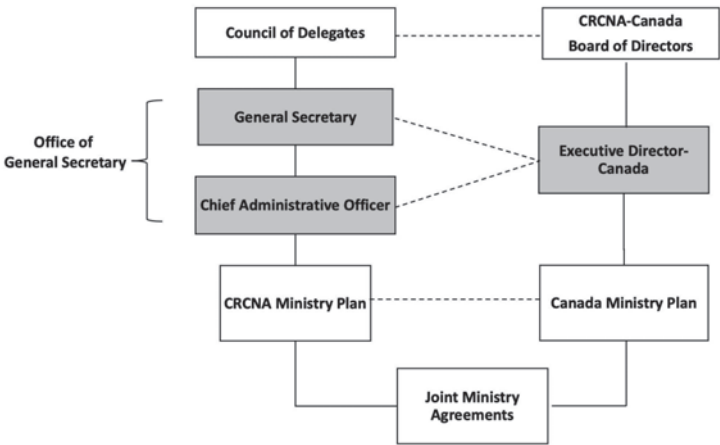 Council of Delegates
CRCNA-Canada
Board of Directors
General Secretary
Office of
General Secretary
Executive Director-
Canada
Chief Administrative Officer
CRCNA Ministry Plan
Canada Ministry Plan
Joint Ministry
Agreements